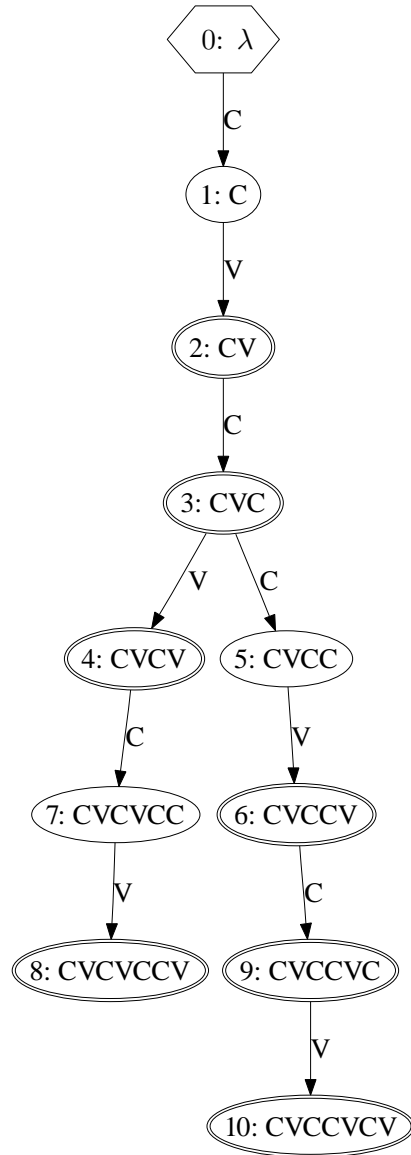 0: λ
C
1: C
V
2: CV
C
3: CVC
V
C
4: CVCV
5: CVCC
C
V
7: CVCVCC
6: CVCCV
V
C
8: CVCVCCV
9: CVCCVC
V
10: CVCCVCV